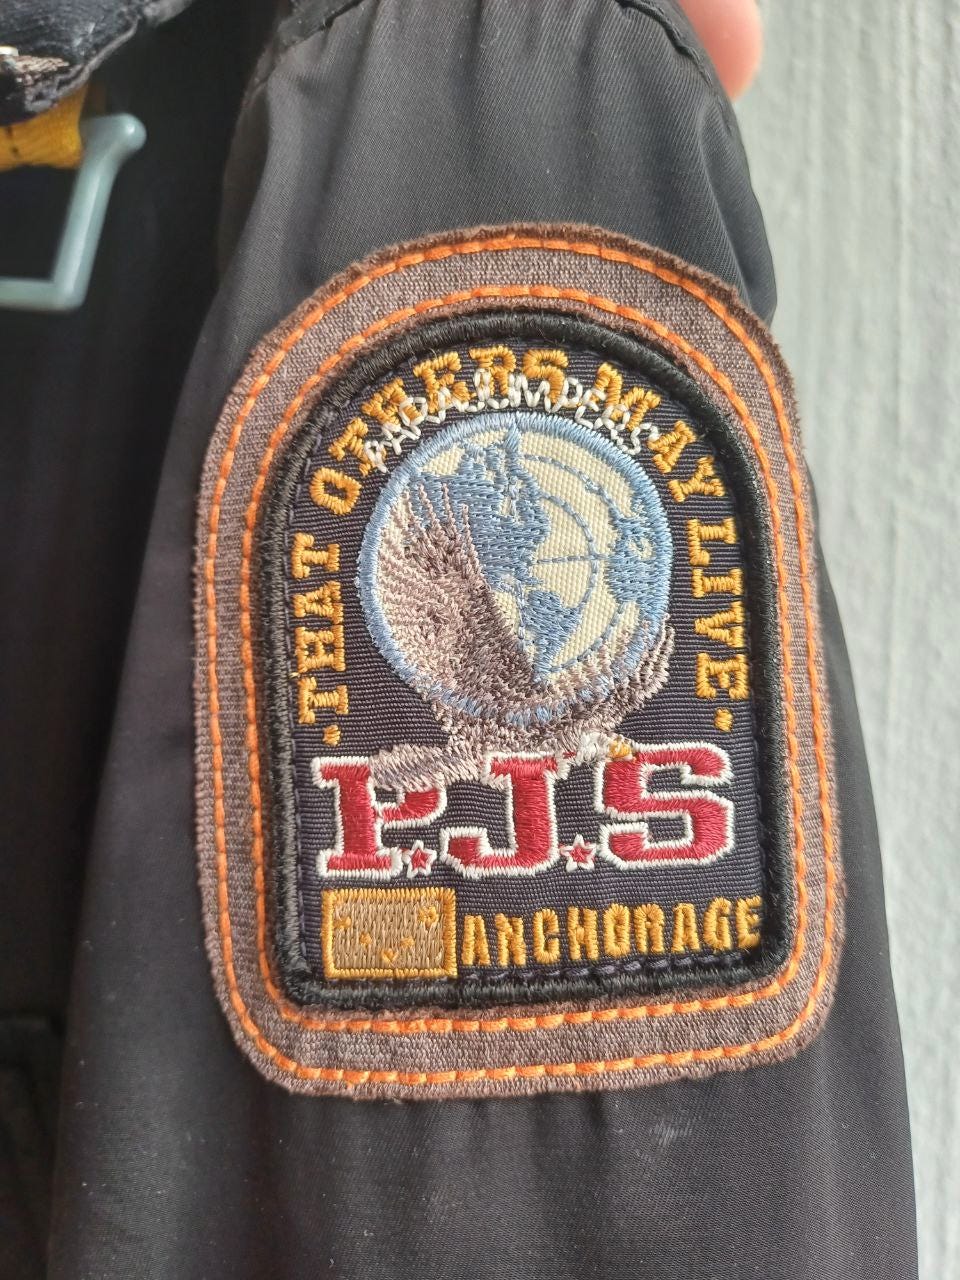 THAT OTHERS MAY LIVE
PARAJUMPERS
P.J.S
ANCHORAGE